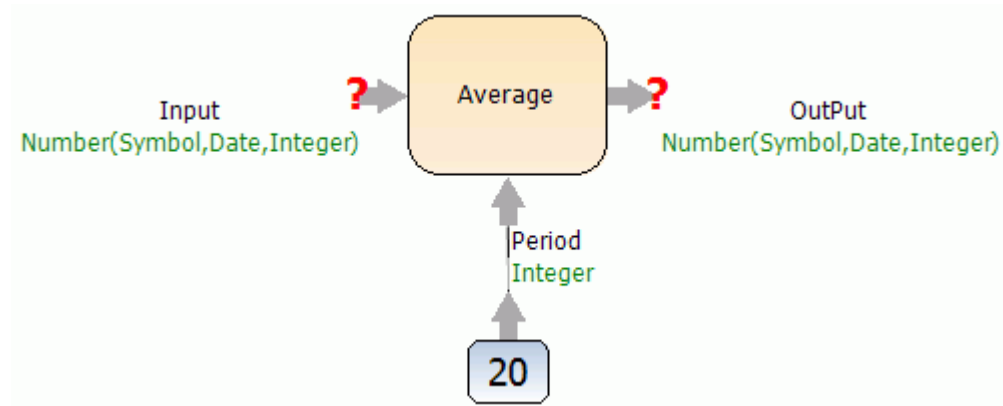 ?
Input
Number(Symbol,Date,Integer)
Average
?
OutPut
Number(Symbol,Date,Integer)
Period
Integer
20